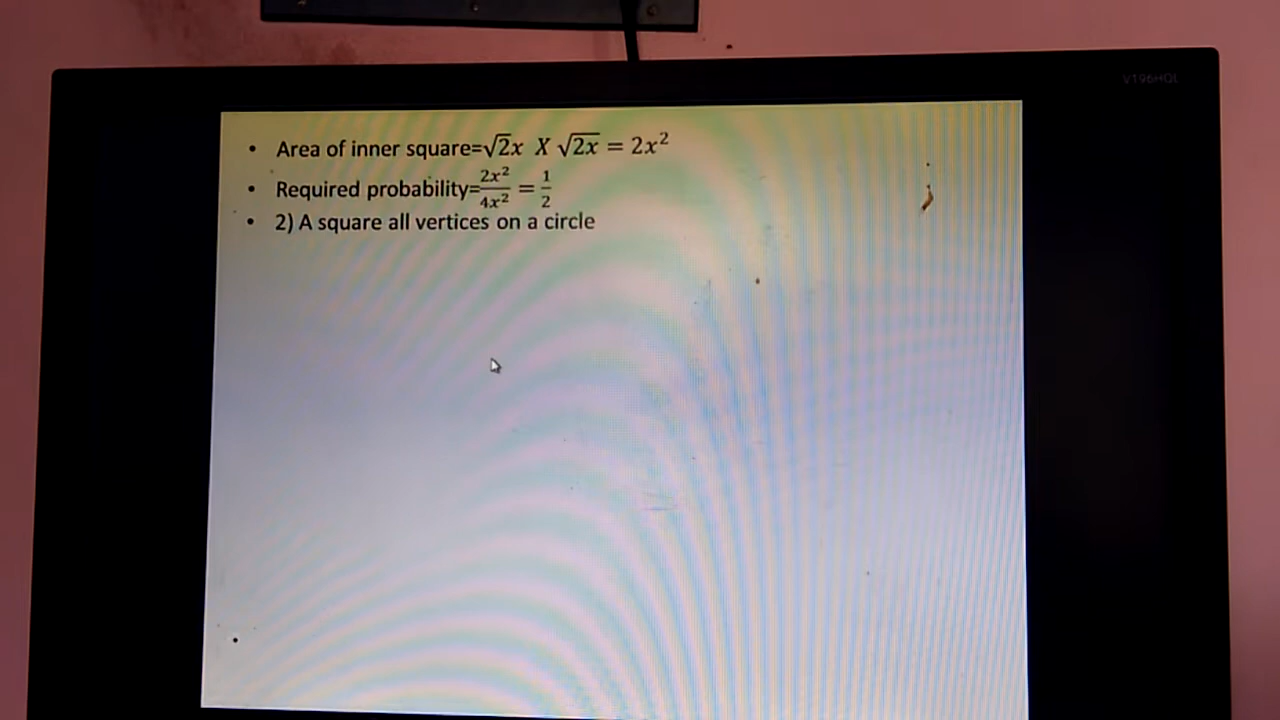 V196HQL
• Area of inner square=√2x X √2x = 2x²
• Required probability=2x²/4x² = 1/2
• 2) A square all vertices on a circle